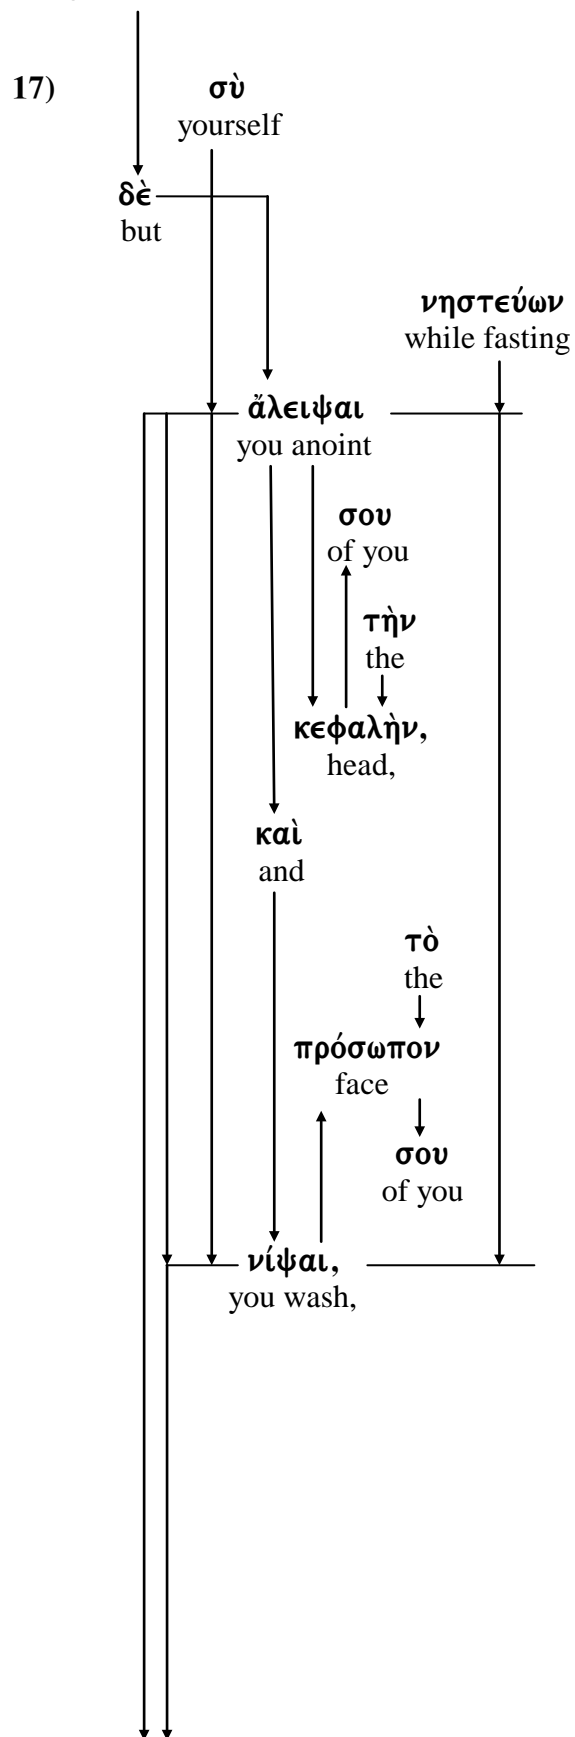 17) σὺ
yourself
δὲ
but
νηστεύων
while fasting
ἄλειψαι
you anoint
σου
of you
τὴν
the
κεφαλὴν,
head,
καὶ
and
τὸ
the
πρόσωπον
face
σου
of you
νίψαι,
you wash,